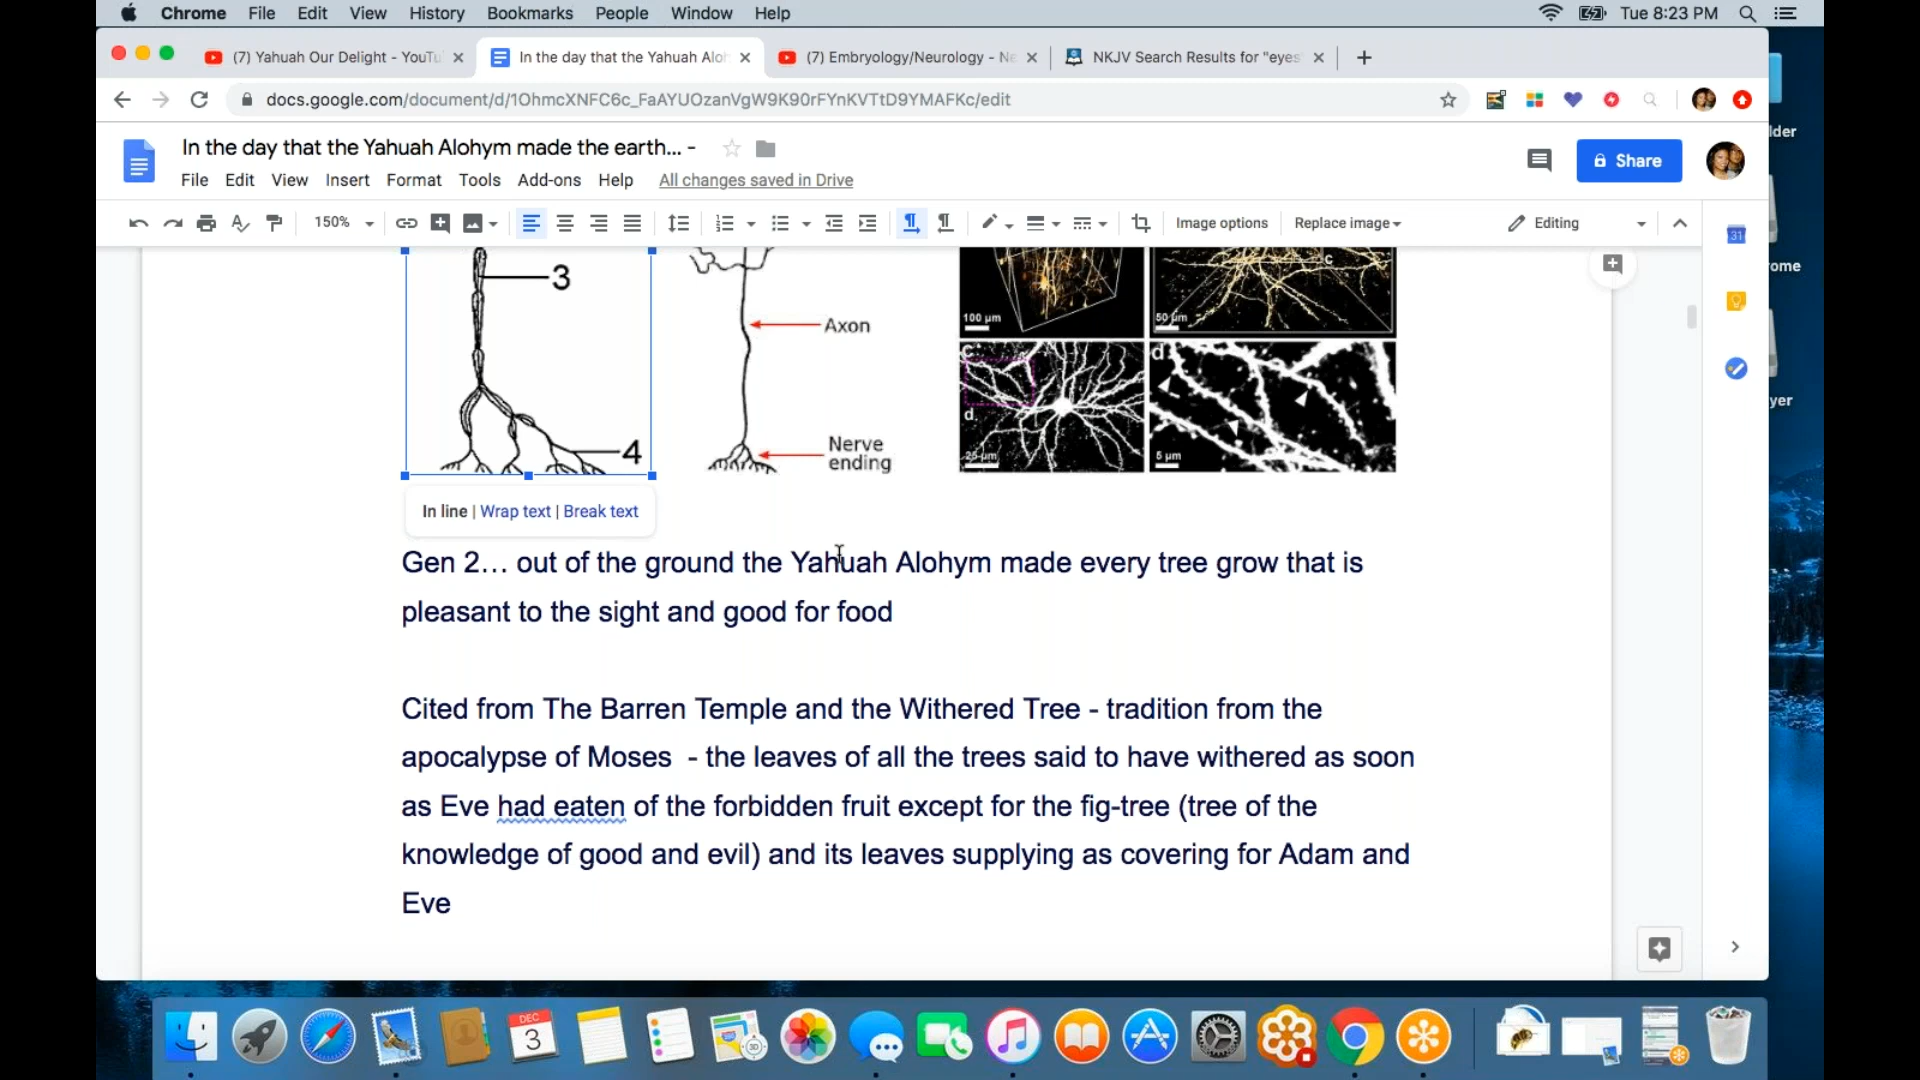 Chrome File Edit View History Bookmarks People Window Help Tue 8:23 PM
(7) Yahuah Our Delight - YouTu
In the day that the Yahuah Aloh
(7) Embryology/Neurology - Ne
NKJV Search Results for "eyes"
docs.google.com/document/d/1OhmcXNFC6c_FaAYUOzanVgW9K90rFYnKVTtD9YMAFKc/edit
In the day that the Yahuah Alohym made the earth... -
Share
File Edit View Insert Format Tools Add-ons Help All changes saved in Drive
150% Image options Replace image Editing
31
3
Axon
4
Nerve
ending
c
100 µm
50 µm
c.
d.
d.
25 µm
5 µm
In line | Wrap text | Break text
Gen 2… out of the ground the Yahuah Alohym made every tree grow that is
pleasant to the sight and good for food
Cited from The Barren Temple and the Withered Tree - tradition from the
apocalypse of Moses - the leaves of all the trees said to have withered as soon
as Eve had eaten of the forbidden fruit except for the fig-tree (tree of the
knowledge of good and evil) and its leaves supplying as covering for Adam and
Eve
lder
ome
yer
DEC
3
3D